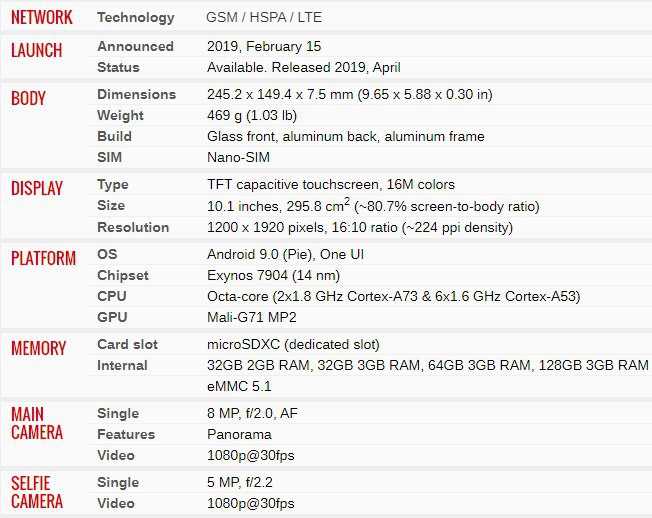 NETWORK Technology GSM / HSPA / LTE
LAUNCH Announced 2019, February 15
Status Available. Released 2019, April
BODY Dimensions 245.2 x 149.4 x 7.5 mm (9.65 x 5.88 x 0.30 in)
Weight 469 g (1.03 lb)
Build Glass front, aluminum back, aluminum frame
SIM Nano-SIM
DISPLAY Type TFT capacitive touchscreen, 16M colors
Size 10.1 inches, 295.8 cm2 (~80.7% screen-to-body ratio)
Resolution 1200 x 1920 pixels, 16:10 ratio (~224 ppi density)
PLATFORM OS Android 9.0 (Pie), One UI
Chipset Exynos 7904 (14 nm)
CPU Octa-core (2x1.8 GHz Cortex-A73 & 6x1.6 GHz Cortex-A53)
GPU Mali-G71 MP2
MEMORY Card slot microSDXC (dedicated slot)
Internal 32GB 2GB RAM, 32GB 3GB RAM, 64GB 3GB RAM, 128GB 3GB RAM
eMMC 5.1
MAIN CAMERA Single 8 MP, f/2.0, AF
Features Panorama
Video 1080p@30fps
SELFIE CAMERA Single 5 MP, f/2.2
Video 1080p@30fps